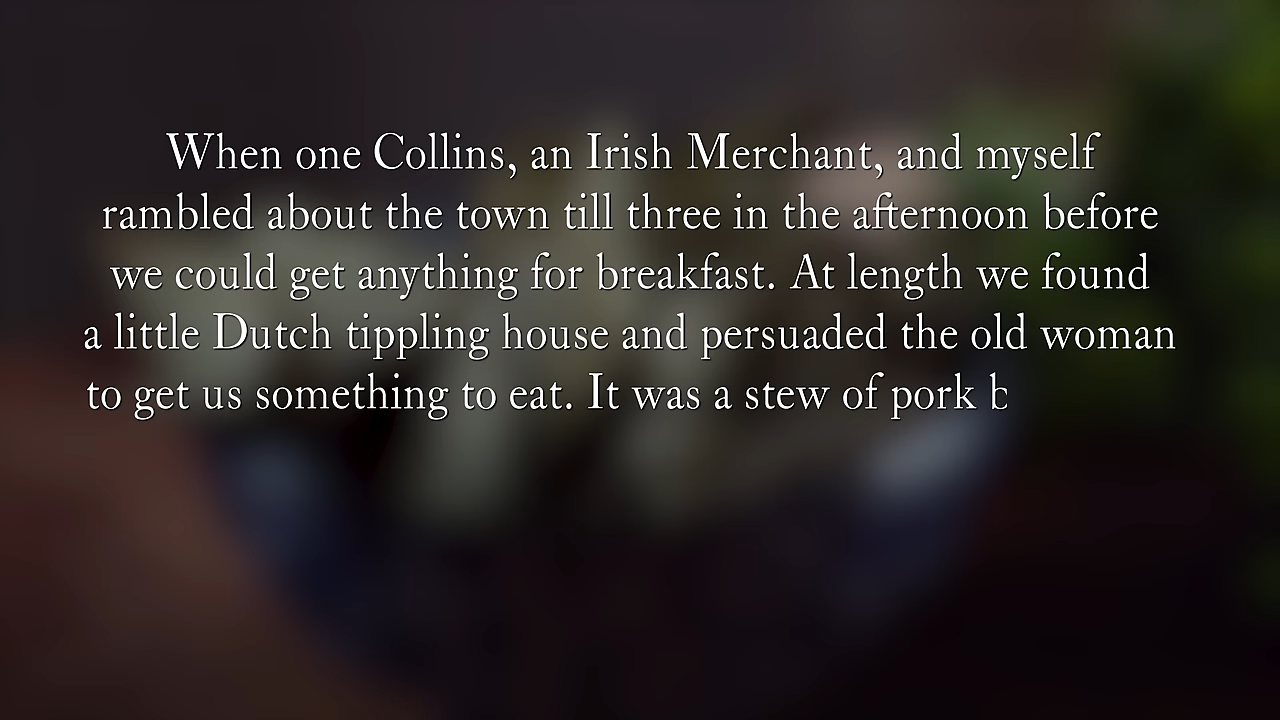 When one Collins, an Irish Merchant, and myself
rambled about the town till three in the afternoon before
we could get anything for breakfast. At length we found
a little Dutch tippling house and persuaded the old woman
to get us something to eat. It was a stew of pork b